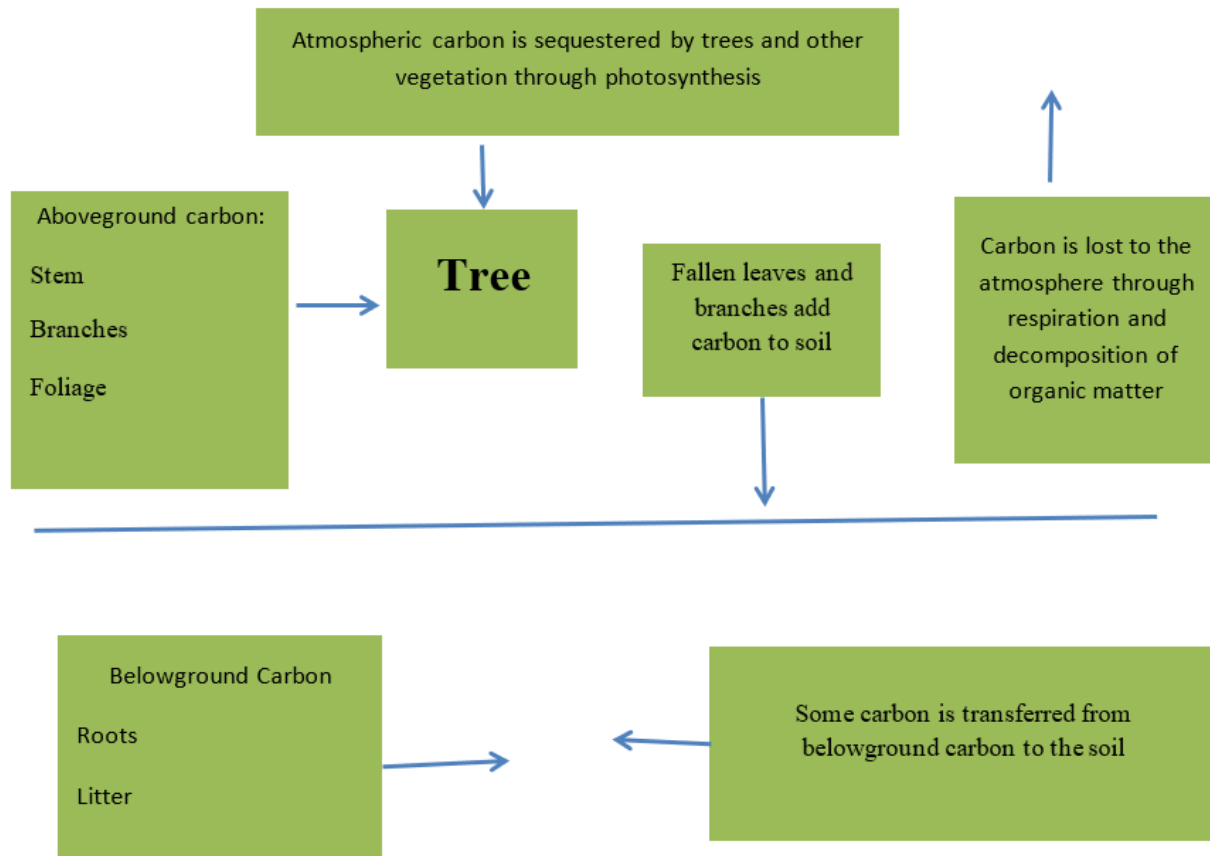 Atmospheric carbon is sequestered by trees and other
vegetation through photosynthesis
Aboveground carbon:
Stem
Branches
Foliage
Tree
Fallen leaves and
branches add
carbon to soil
Carbon is lost to the
atmosphere through
respiration and
decomposition of
organic matter
Belowground Carbon
Roots
Litter
Some carbon is transferred from
belowground carbon to the soil